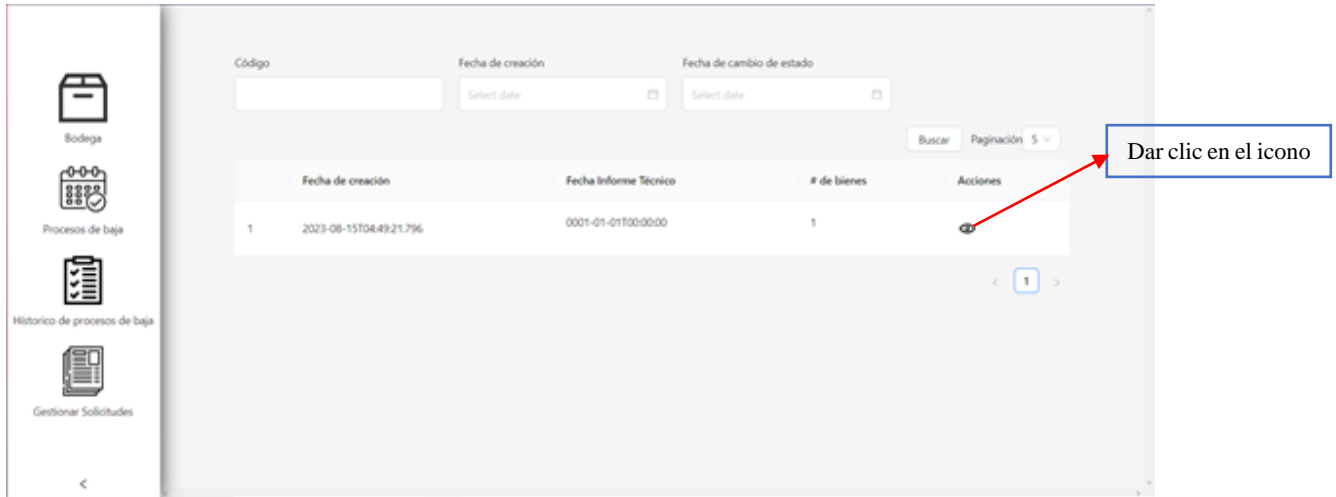 Bodega
Procesos de baja
Historico de procesos de baja
Gestionar Solicitudes
<
Código
Fecha de creación
Fecha de cambio de estado
Select date
Select date
Buscar Paginación 5
Fecha de creación Fecha Informe Técnico # de bienes Acciones
1 2023-08-15T04:49:21.796 0001-01-01T00:00:00 1
< 1 >
Dar clic en el icono